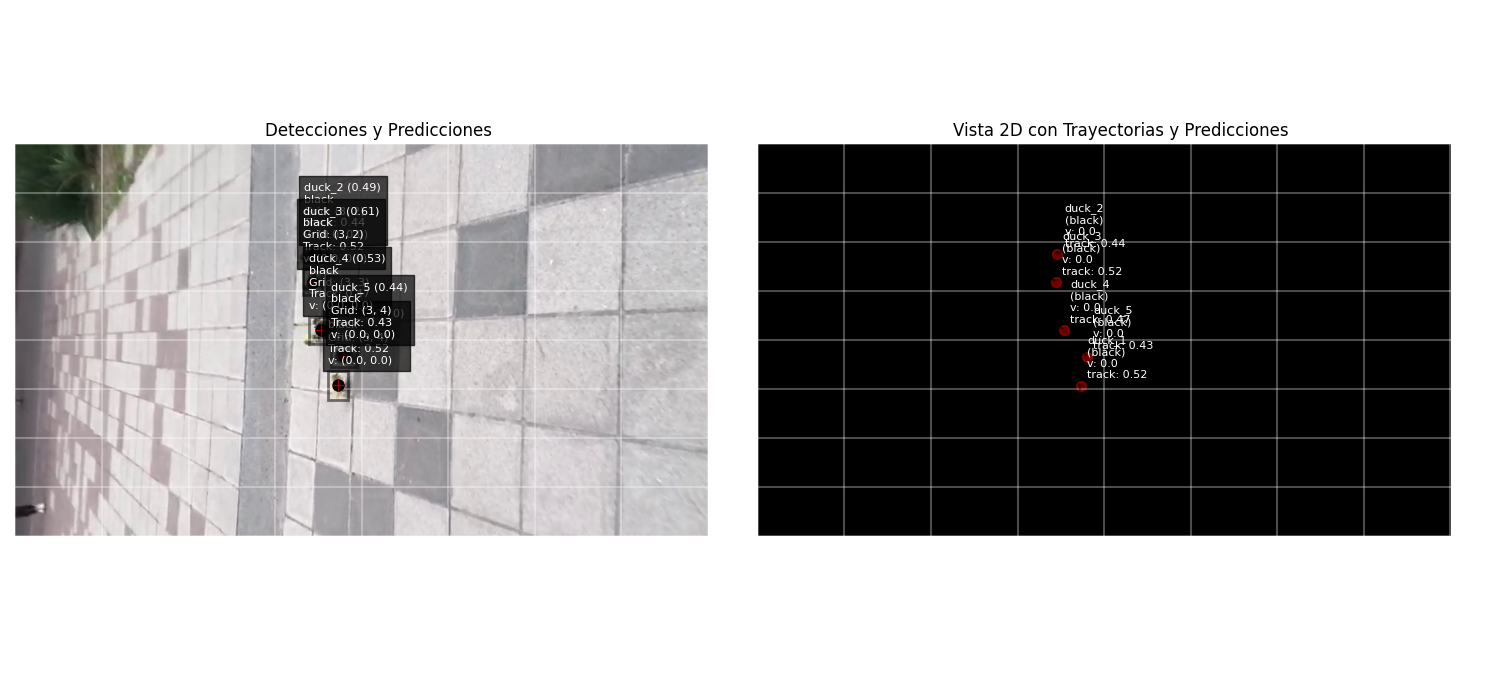 Detecciones y Predicciones
duck_2 (0.49)
black
duck_3 (0.61)
black
Grid: (3, 2)
Track: 0.52
duck_4 (0.53)
black
duck_5 (0.44)
black
Grid: (3, 4)
Track: 0.43
v: (0.0, 0.0)
Track: 0.52
v: (0.0, 0.0)
Vista 2D con Trayectorias y Predicciones
duck_2
(black)
v: 0.0
track: 0.44
duck_3
(black)
v: 0.0
track: 0.52
duck_4
(black)
v: 0.0
track: 0.47
duck_5
(black)
v: 0.0
track: 0.43
duck_1
(black)
v: 0.0
track: 0.52